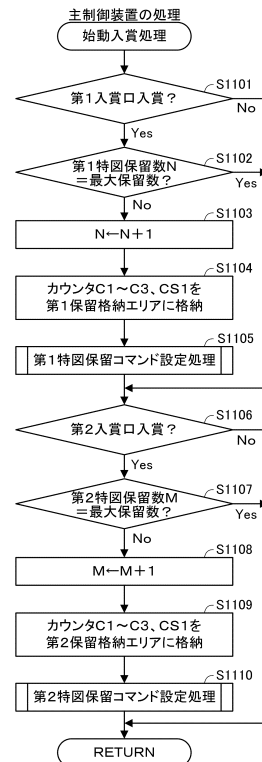 主制御装置の処理
始動入賞処理
S1101
第1入賞口入賞?
No
Yes
S1102
第1特図保留数N
=最大保留数?
Yes
No
S1103
N←N+1
S1104
カウンタC1~C3、CS1を
第1保留格納エリアに格納
S1105
第1特図保留コマンド設定処理
S1106
第2入賞口入賞?
No
Yes
S1107
第2特図保留数M
=最大保留数?
Yes
No
S1108
M←M+1
S1109
カウンタC1~C3、CS1を
第2保留格納エリアに格納
S1110
第2特図保留コマンド設定処理
RETURN